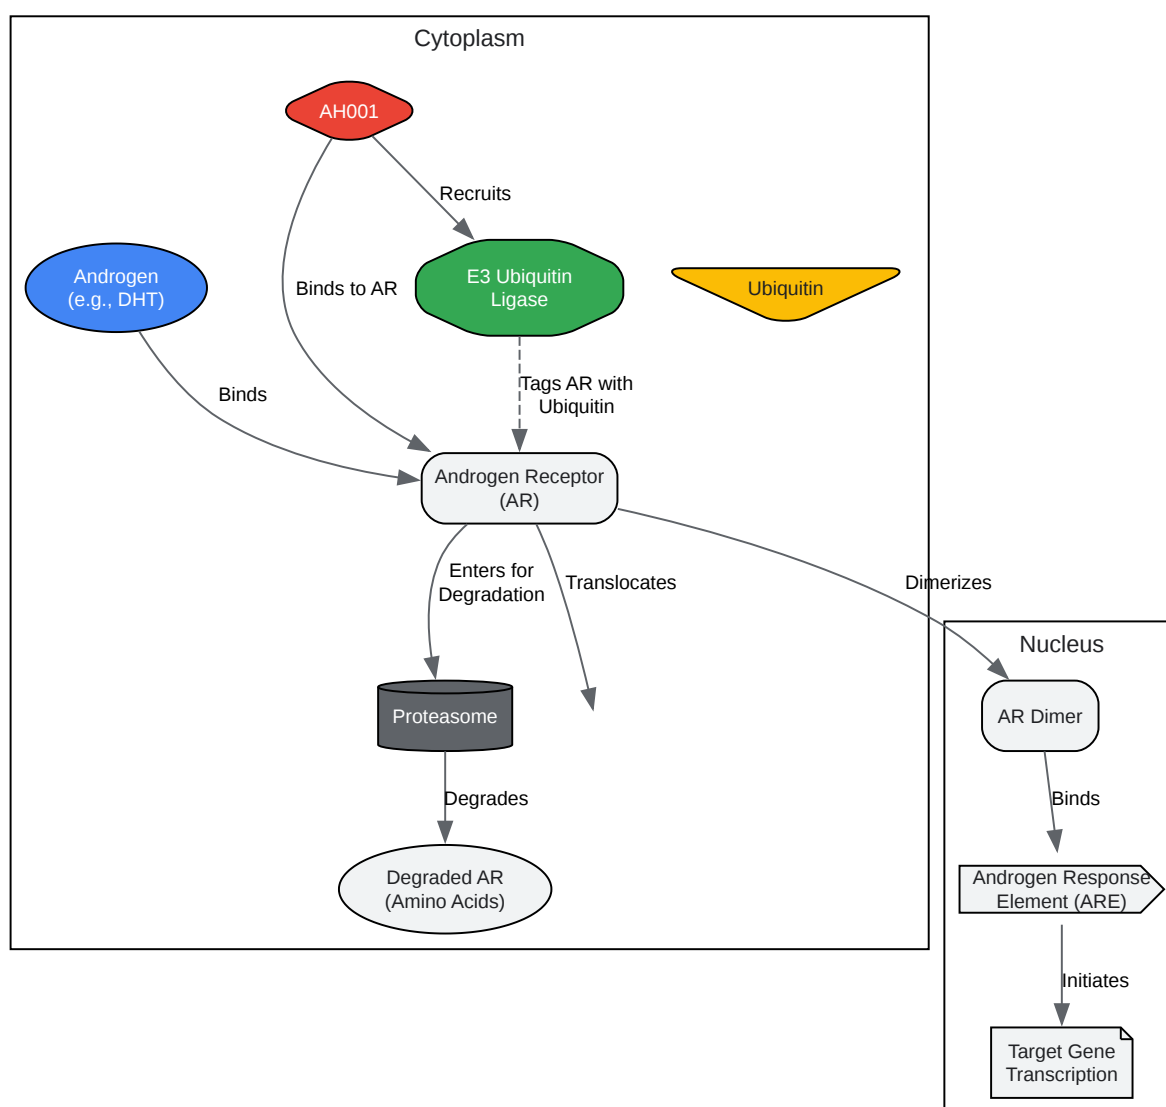 Cytoplasm
AH001
Recruits
Androgen
(e.g., DHT)
Binds to AR
E3 Ubiquitin
Ligase
Ubiquitin
Binds
Tags AR with
Ubiquitin
Androgen Receptor
(AR)
Enters for
Degradation
Translocates
Dimerizes
Nucleus
Proteasome
AR Dimer
Degrades
Binds
Degraded AR
(Amino Acids)
Androgen Response
Element (ARE)
Initiates
Target Gene
Transcription